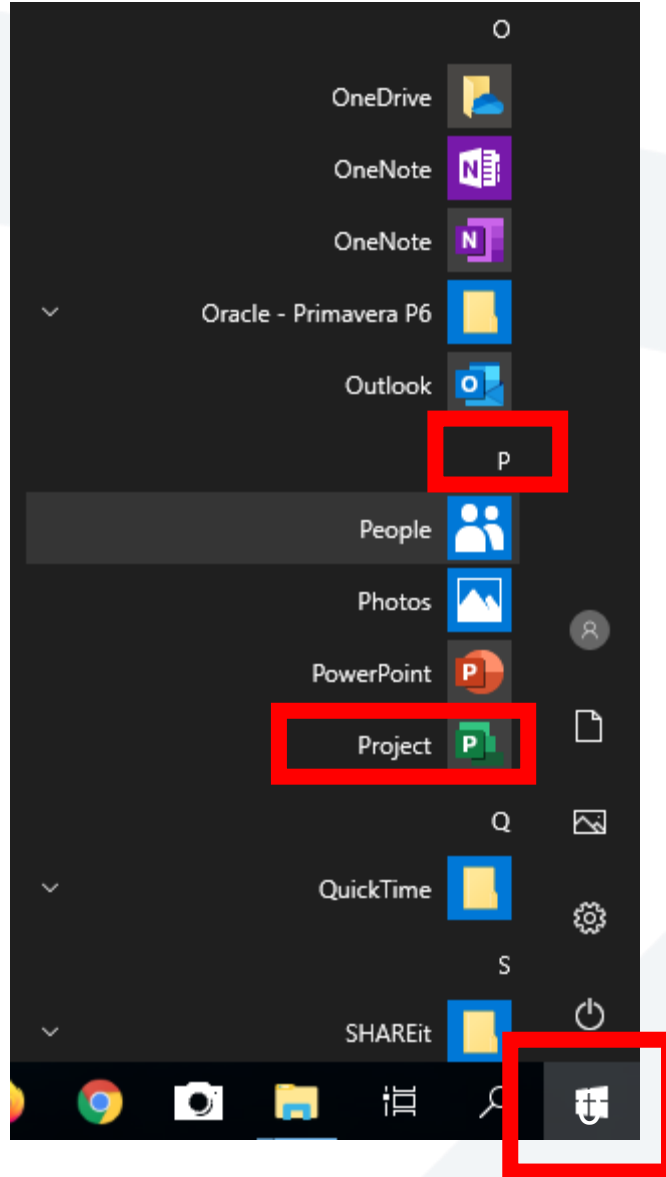 O
OneDrive
OneNote
OneNote
Oracle - Primavera P6
Outlook
P
People
Photos
PowerPoint
Project
Q
QuickTime
S
SHAREit